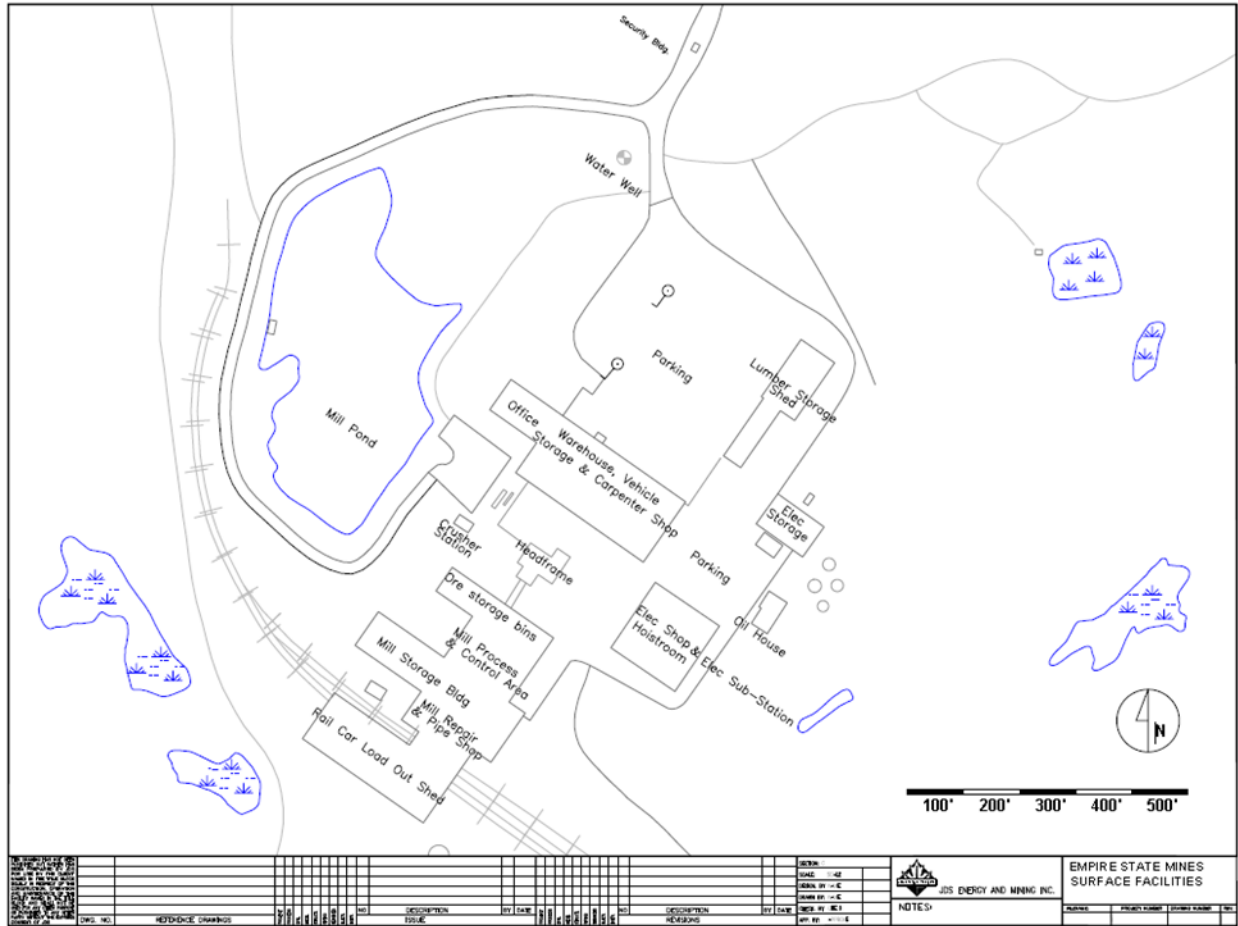 Security Bldg.
Water Well
Parking
Lumber Storage
Shed
Mill Pond
Office
Warehouse, Vehicle
Storage & Carpenter Shop
Elec
Storage
Crusher
Station
Headframe
Parking
Ore storage bins
Oil House
Elec Shop & Elec Sub-Station
Hoistroom
Mill Process
& Control Area
Mill Storage Bldg
Mill Repair
& Pipe Shop
Rail Car Load Out Shed
N
100' 200' 300' 400' 500'
DWG. NO.
REFERENCE DRAWINGS
NO
DESCRIPTION
BY
DATE
ISSUE
NO
DESCRIPTION
BY
DATE
REVISIONS
JDS ENERGY AND MINING INC.
NOTES:
EMPIRE STATE MINES
SURFACE FACILITIES